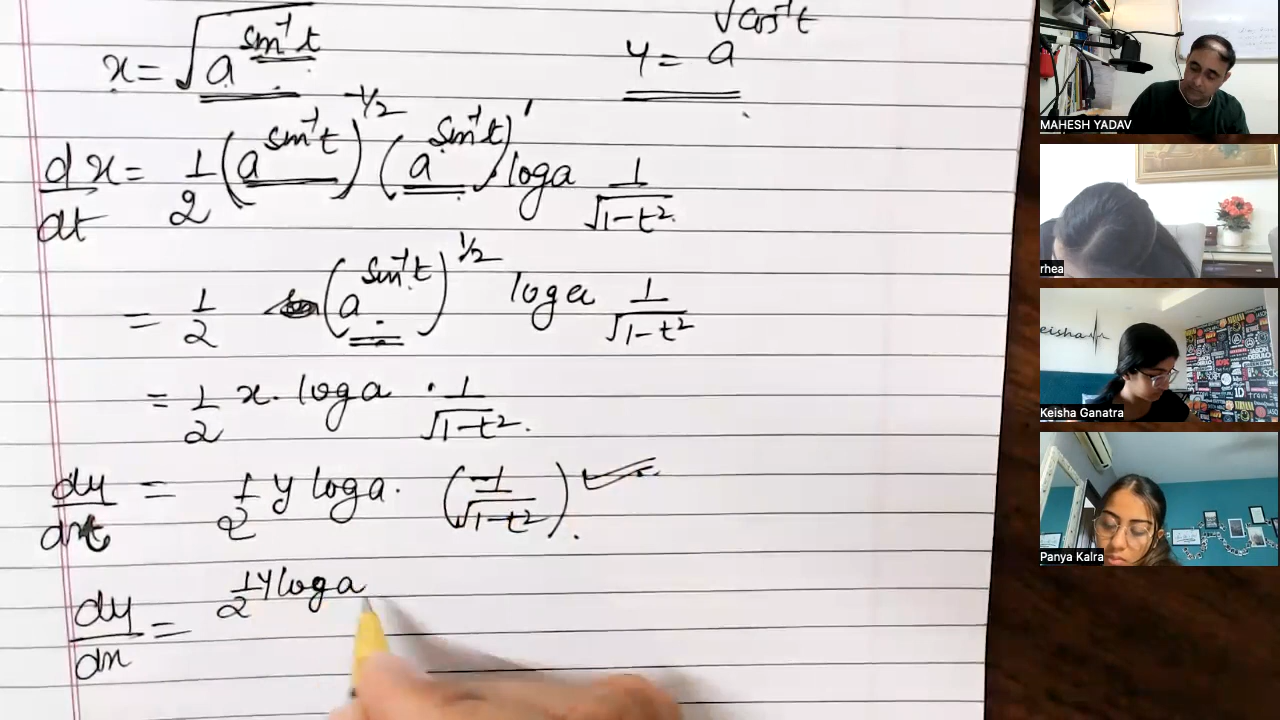 x = √a^sin⁻¹t y = a^√cos⁻¹t
dx/dt = 1/2 (a^sin⁻¹t)^-1/2 (a^sin⁻¹t)' log a 1/√1-t².
= 1/2 (a^sin⁻¹t)^1/2 log a 1/√1-t²
= 1/2 x. log a · 1/√1-t².
dy/dt = 1/2 y log a. (-1/√1-t²).
dy/dx = 1/2 y log a
MAHESH YADAV
rhea
Keisha
Keisha Ganatra
Panya Kalra